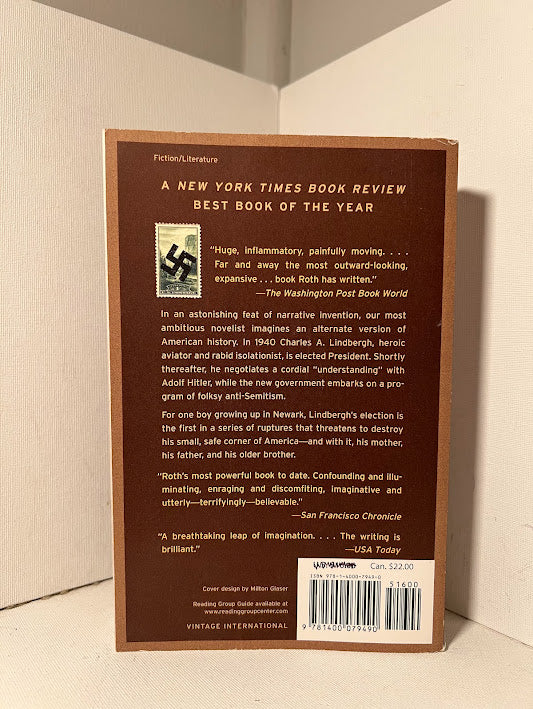 Fiction/Literature
A NEW YORK TIMES BOOK REVIEW
BEST BOOK OF THE YEAR
“Huge, inflammatory, painfully moving. . . .
Far and away the most outward-looking,
expansive . . . book Roth has written.”
—The Washington Post Book World
In an astonishing feat of narrative invention, our most
ambitious novelist imagines an alternate version of
American history. In 1940 Charles A. Lindbergh, heroic
aviator and rabid isolationist, is elected President. Shortly
thereafter, he negotiates a cordial “understanding” with
Adolf Hitler, while the new government embarks on a pro-
gram of folksy anti-Semitism.
For one boy growing up in Newark, Lindbergh’s election is
the first in a series of ruptures that threatens to destroy
his small, safe corner of America—and with it, his mother,
his father, and his older brother.
“Roth’s most powerful book to date. Confounding and illu-
minating, enraging and discomfiting, imaginative and
utterly—terrifyingly—believable.”
—San Francisco Chronicle
“A breathtaking leap of imagination. . . . The writing is
brilliant.”
—USA Today
Can. $22.00
ISBN 978-1-4000-7949-0
51600
9 781400 079490
Cover design by Milton Glaser
Reading Group Guide available at
www.readinggroupcenter.com
VINTAGE INTERNATIONAL